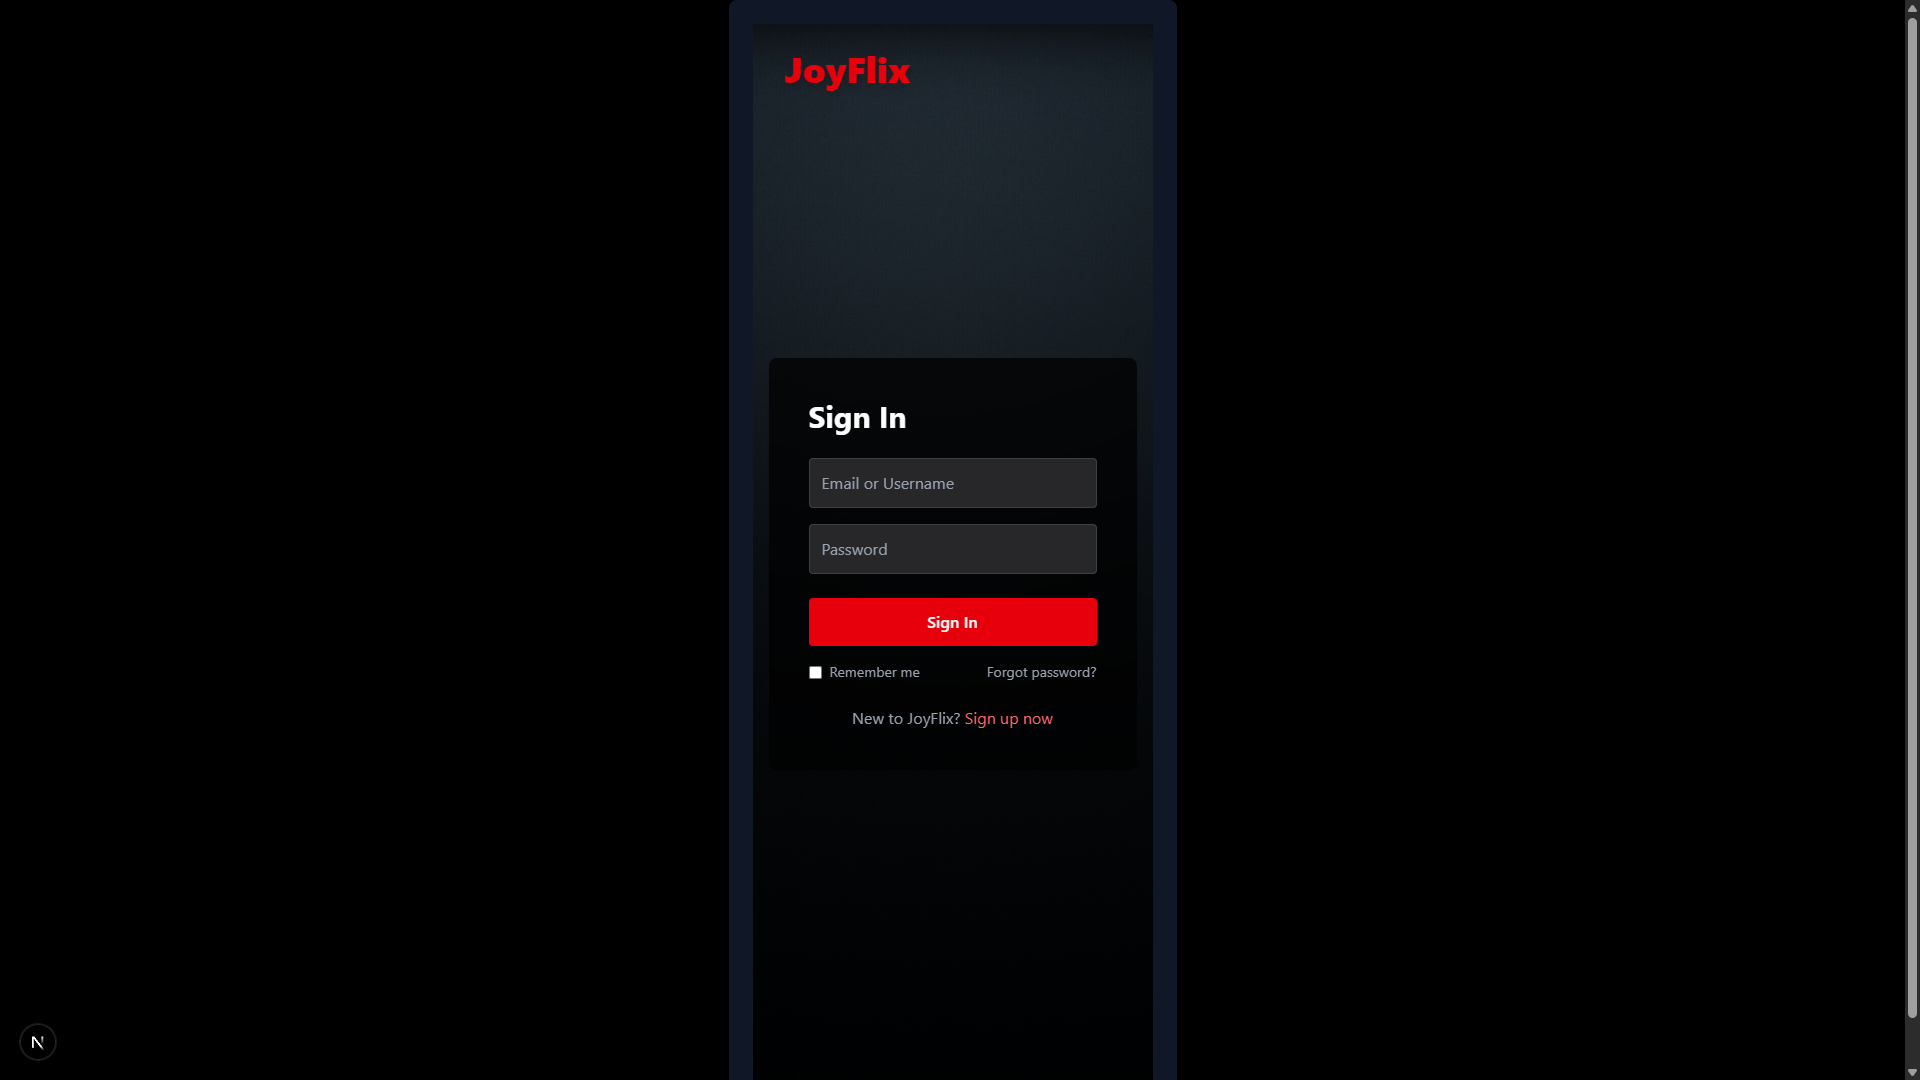 JoyFlix
Sign In
Email or Username
Password
Sign In
Remember me
Forgot password?
New to JoyFlix? Sign up now
N